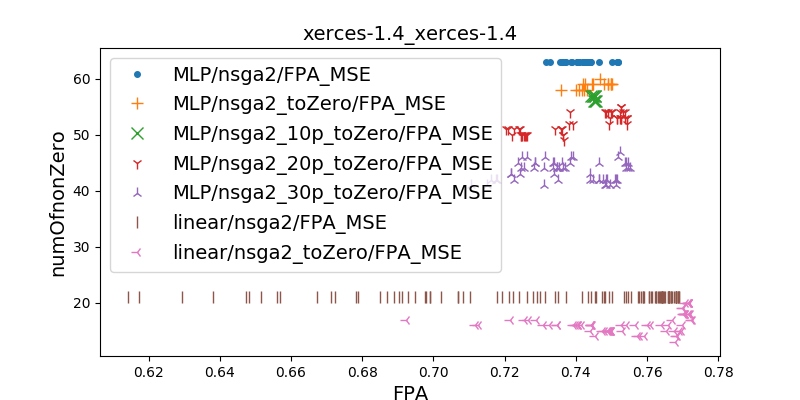 xerces-1.4_xerces-1.4
MLP/nsga2/FPA_MSE
MLP/nsga2_toZero/FPA_MSE
MLP/nsga2_10p_toZero/FPA_MSE
MLP/nsga2_20p_toZero/FPA_MSE
MLP/nsga2_30p_toZero/FPA_MSE
linear/nsga2/FPA_MSE
linear/nsga2_toZero/FPA_MSE
numOfnonZero
60
50
40
30
20
0.62 0.64 0.66 0.68 0.70 0.72 0.74 0.76 0.78
FPA